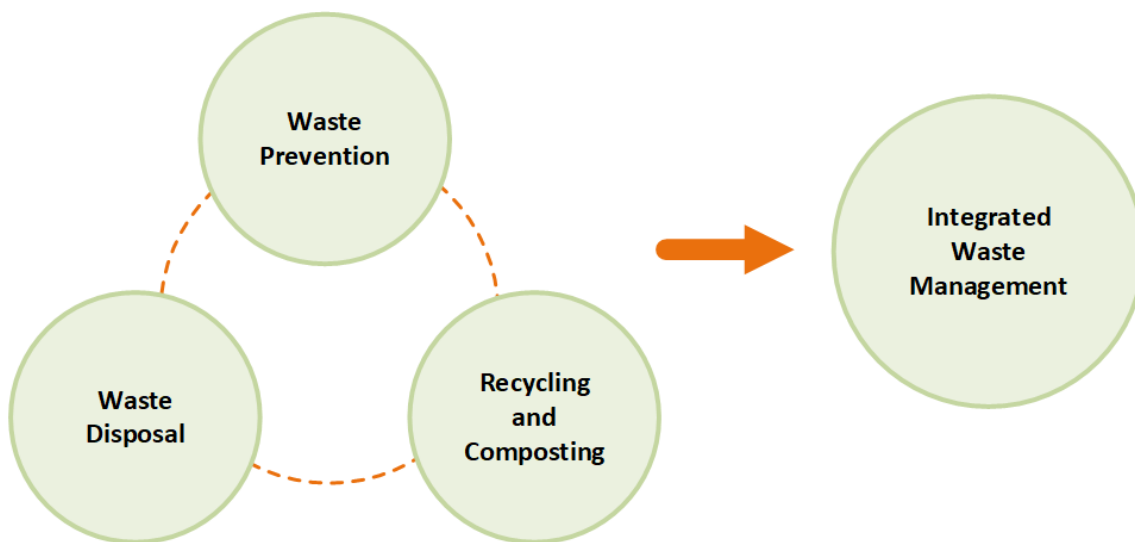 Waste
Prevention
Waste
Disposal
Recycling
and
Composting
Integrated
Waste
Management